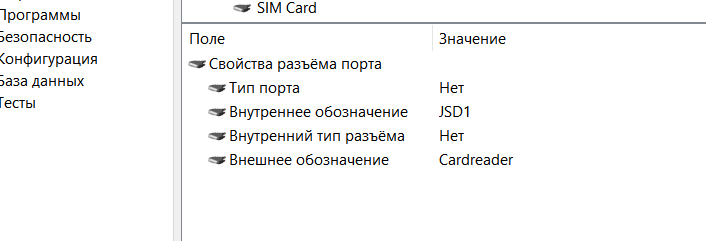 SIM Card
Программы
Безопасность
Конфигурация
База данных
Тесты
Поле Значение
Свойства разъёма порта
Тип порта Нет
Внутреннее обозначение JSD1
Внутренний тип разъёма Нет
Внешнее обозначение Cardreader